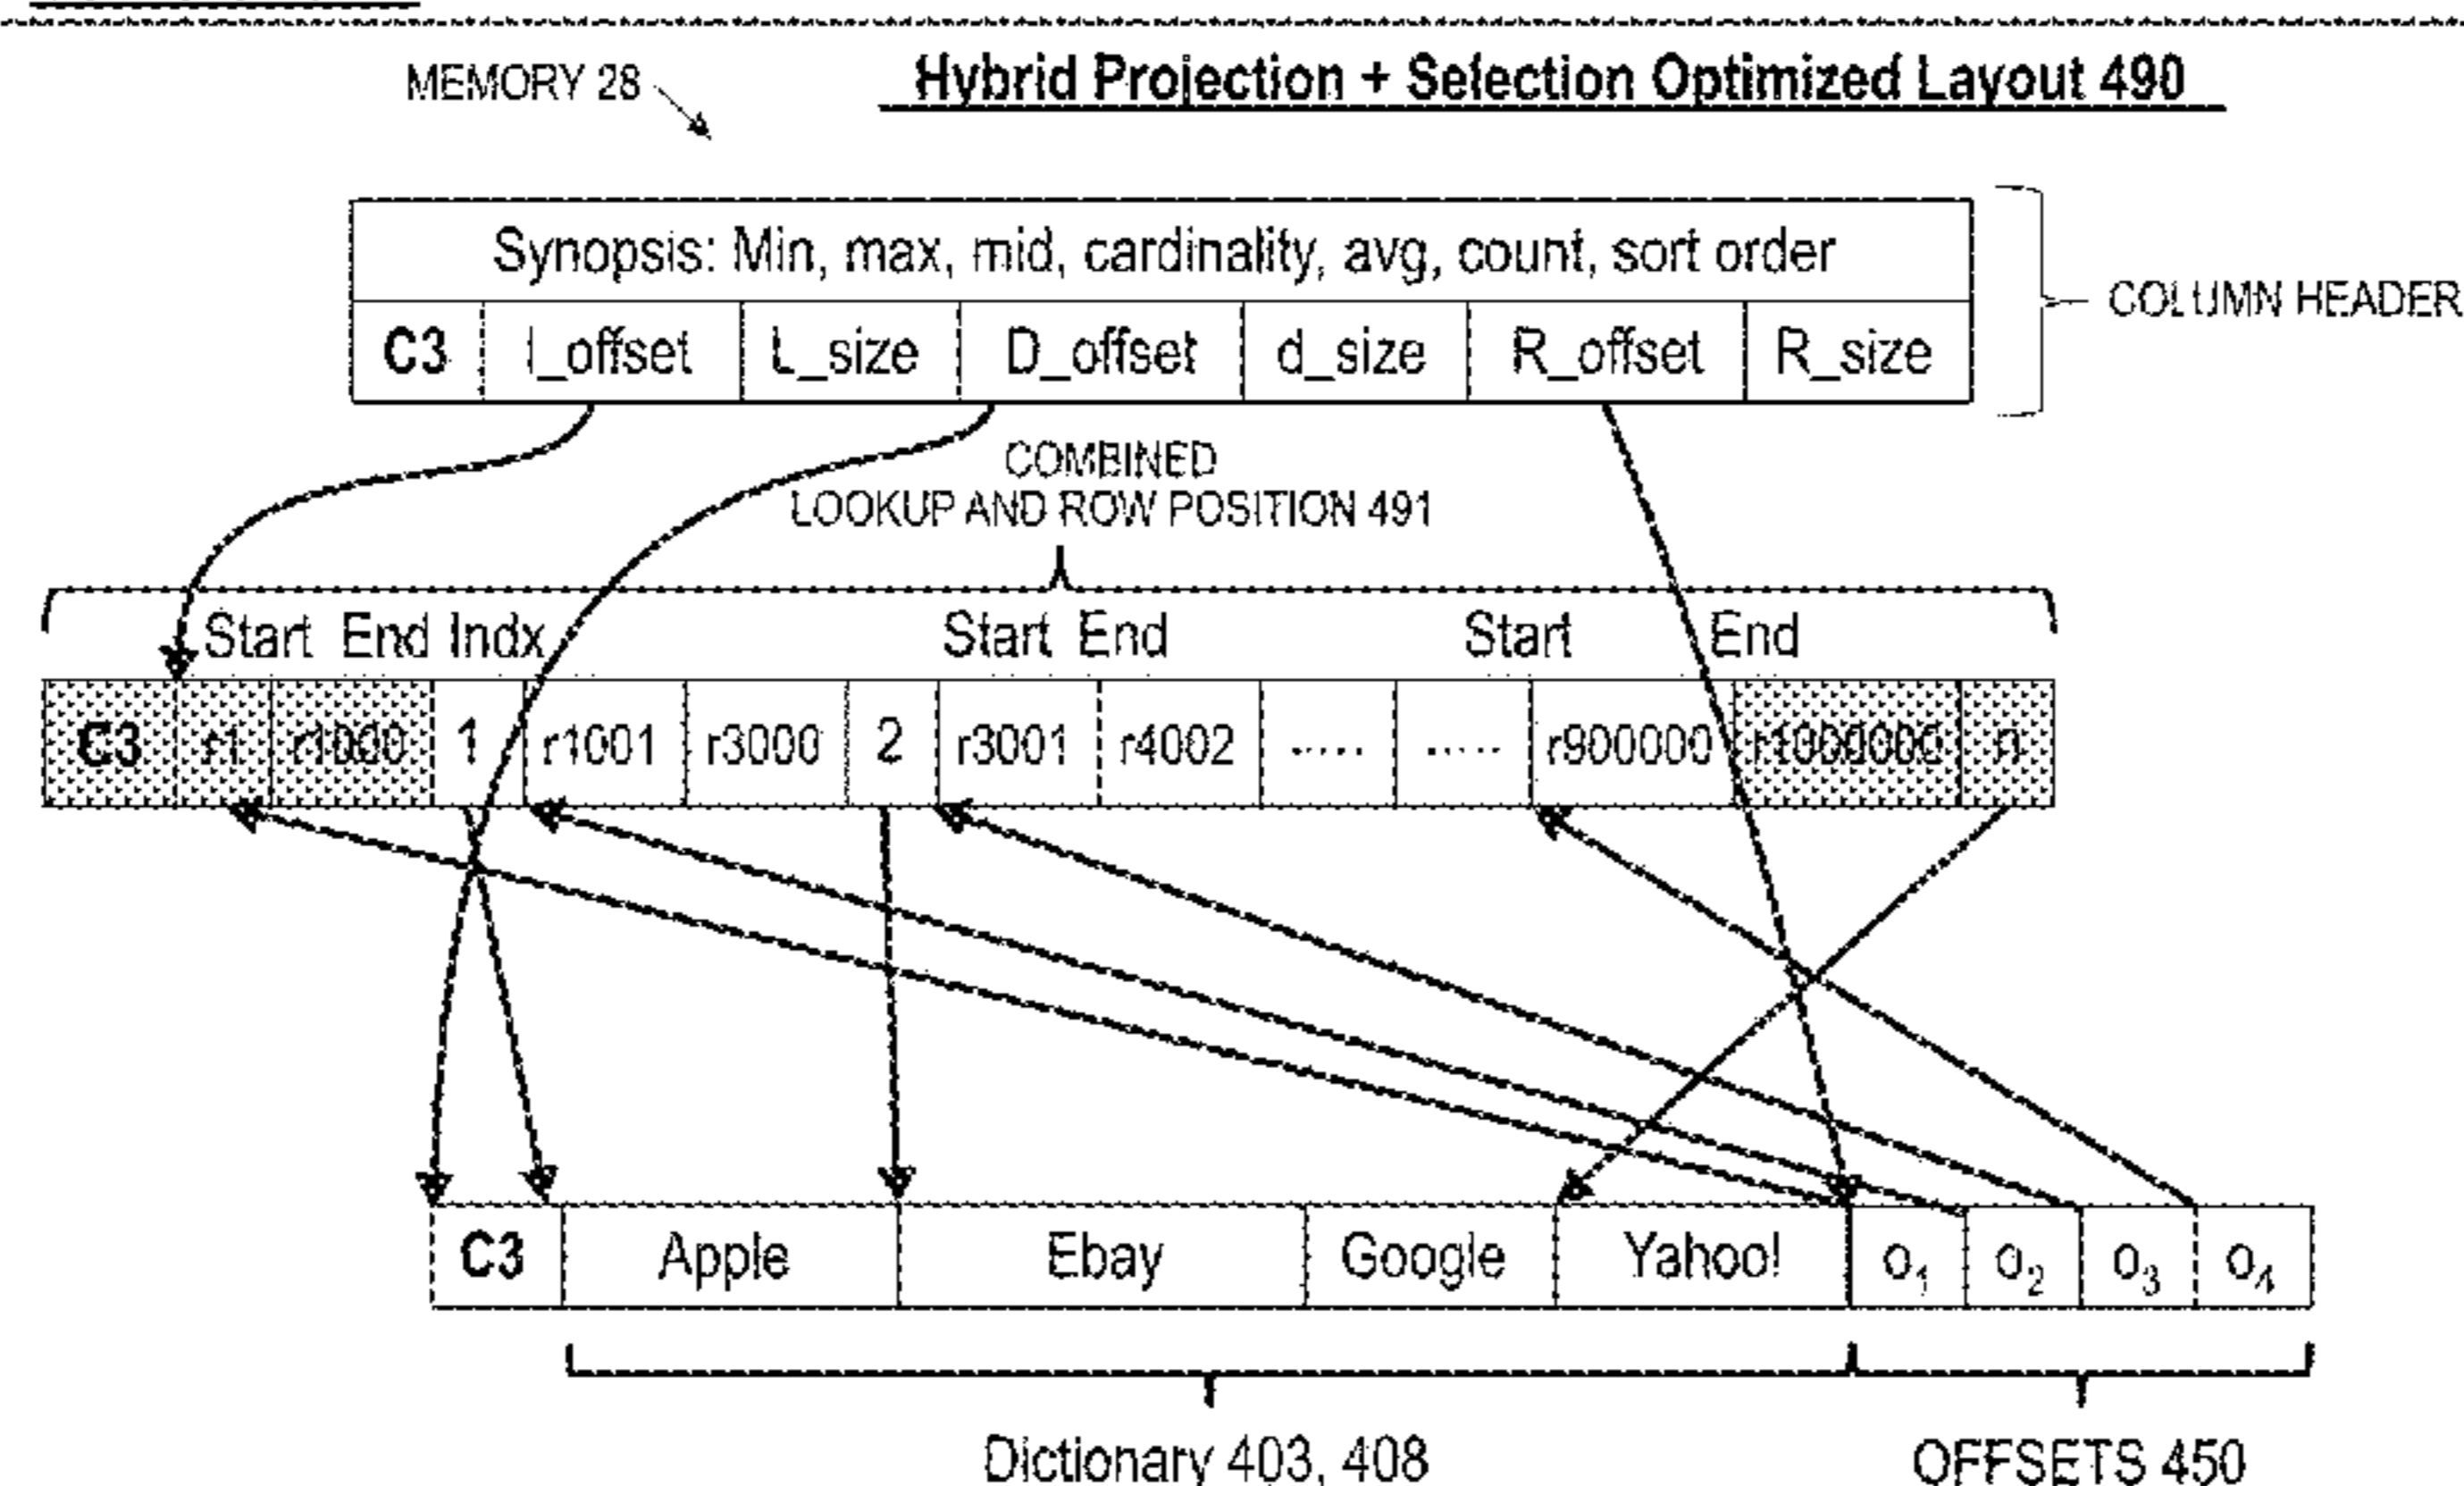 MEMORY 28
Hybrid Projection + Selection Optimized Layout 490
Synopsis: Min, max, mid, cardinality, avg, count, sort order
C3 l_offset L_size D_offset d_size R_offset R_size
COLUMN HEADER
COMBINED
LOOKUP AND ROW POSITION 491
Start End Indx Start End Start End
C3 r1 r1000 1 r1001 r3000 2 r3001 r4002 ..... ..... r900000 r1000000 n
C3 Apple Ebay Google Yahoo! o1 o2 o3 o4
Dictionary 403, 408
OFFSETS 450